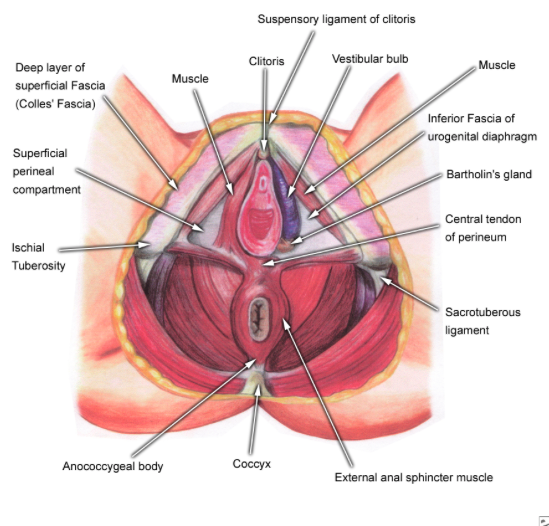 Suspensory ligament of clitoris
Clitoris
Vestibular bulb
Deep layer of
superficial Fascia
(Colles' Fascia)
Muscle
Muscle
Inferior Fascia of
urogenital diaphragm
Superficial
perineal
compartment
Bartholin's gland
Central tendon
of perineum
Ischial
Tuberosity
Sacrotuberous
ligament
Anococcygeal body
Coccyx
External anal sphincter muscle